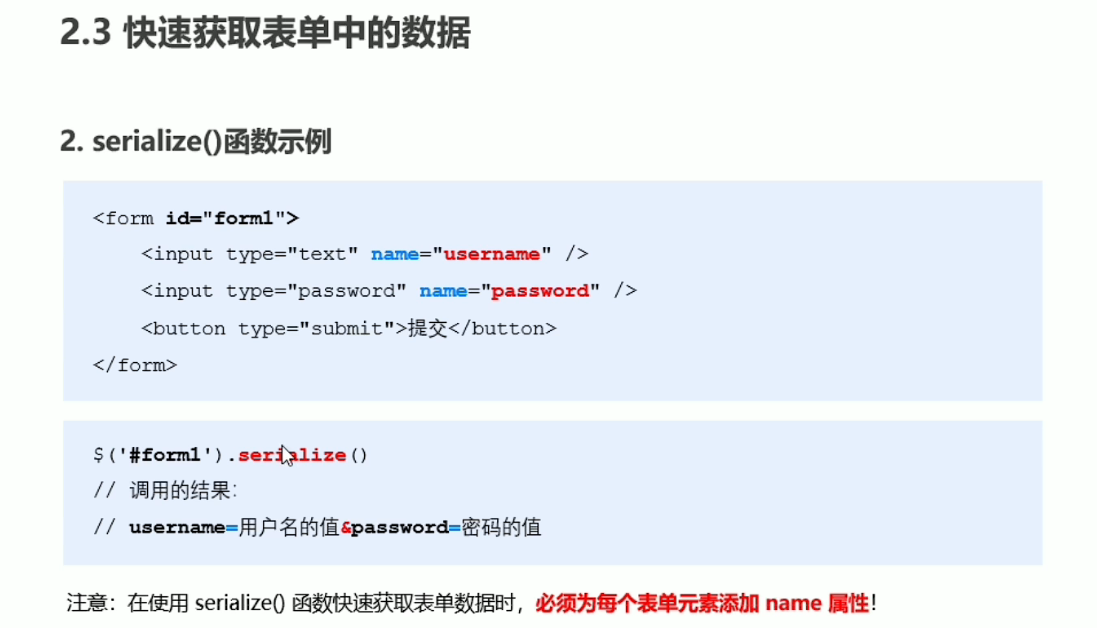 2.3 快速获取表单中的数据
2. serialize()函数示例
<form id="form1">
<input type="text" name="username" />
<input type="password" name="password" />
<button type="submit">提交</button>
</form>
$('#form1').serialize()
// 调用的结果：
// username=用户名的值&password=密码的值
注意：在使用 serialize() 函数快速获取表单数据时，必须为每个表单元素添加 name 属性！